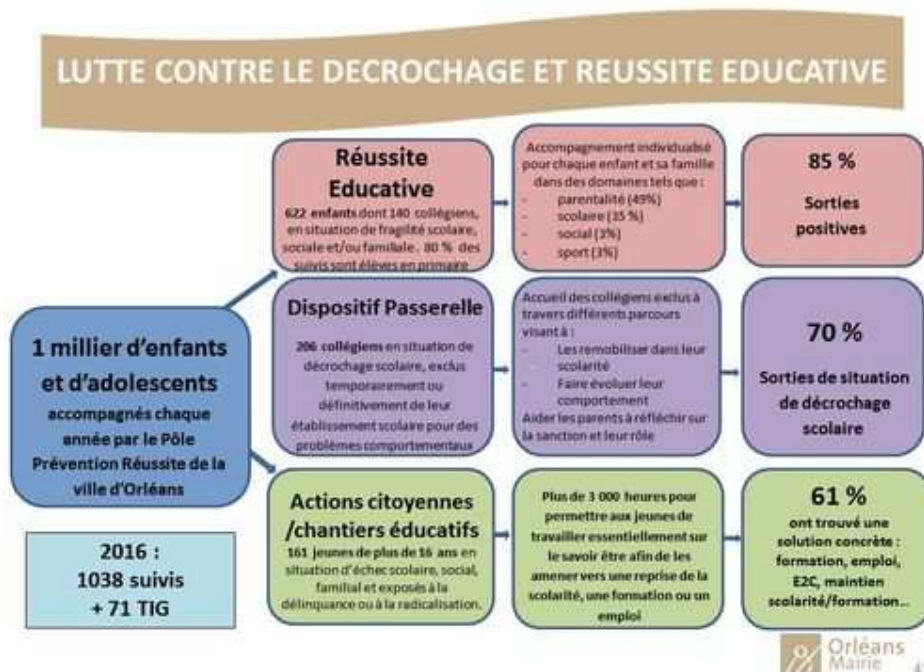 LUTTE CONTRE LE DECROCHAGE ET REUSSITE EDUCATIVE
1 millier d'enfants
et d'adolescents
accompagnés chaque
année par le Pôle
Prévention Réussite de la
ville d'Orléans
2016 :
1038 suivis
+ 71 TIG
Réussite
Educative
622 enfants dont 140 collégiens,
en situation de fragilité scolaire,
sociale et/ou familiale. 80 % des
suivis sont élèves en primaire
Accompagnement individualisé
pour chaque enfant et sa famille
dans des domaines tels que :
- parentalité (49%)
- scolaire (35 %)
- social (3%)
- sport (3%)
85 %
Sorties
positives
Dispositif Passerelle
206 collégiens en situation de
décrochage scolaire, exclus
temporairement ou
définitivement de leur
établissement scolaire pour des
problèmes comportementaux
Accueil des collégiens exclus à
travers différents parcours
visant à :
- Les remobiliser dans leur
scolarité
- Faire évoluer leur
comportement
Aider les parents à réfléchir sur
la sanction et leur rôle
70 %
Sorties de situation
de décrochage
scolaire
Actions citoyennes
/chantiers éducatifs
161 jeunes de plus de 16 ans en
situation d'échec scolaire, social,
familial et exposés à la
délinquance ou à la radicalisation.
Plus de 3 000 heures pour
permettre aux jeunes de
travailler essentiellement sur
le savoir être afin de les
amener vers une reprise de la
scolarité, une formation ou un
emploi
61 %
ont trouvé une
solution concrète :
formation, emploi,
E2C, maintien
scolarité/formation...
Orléans
Mairie